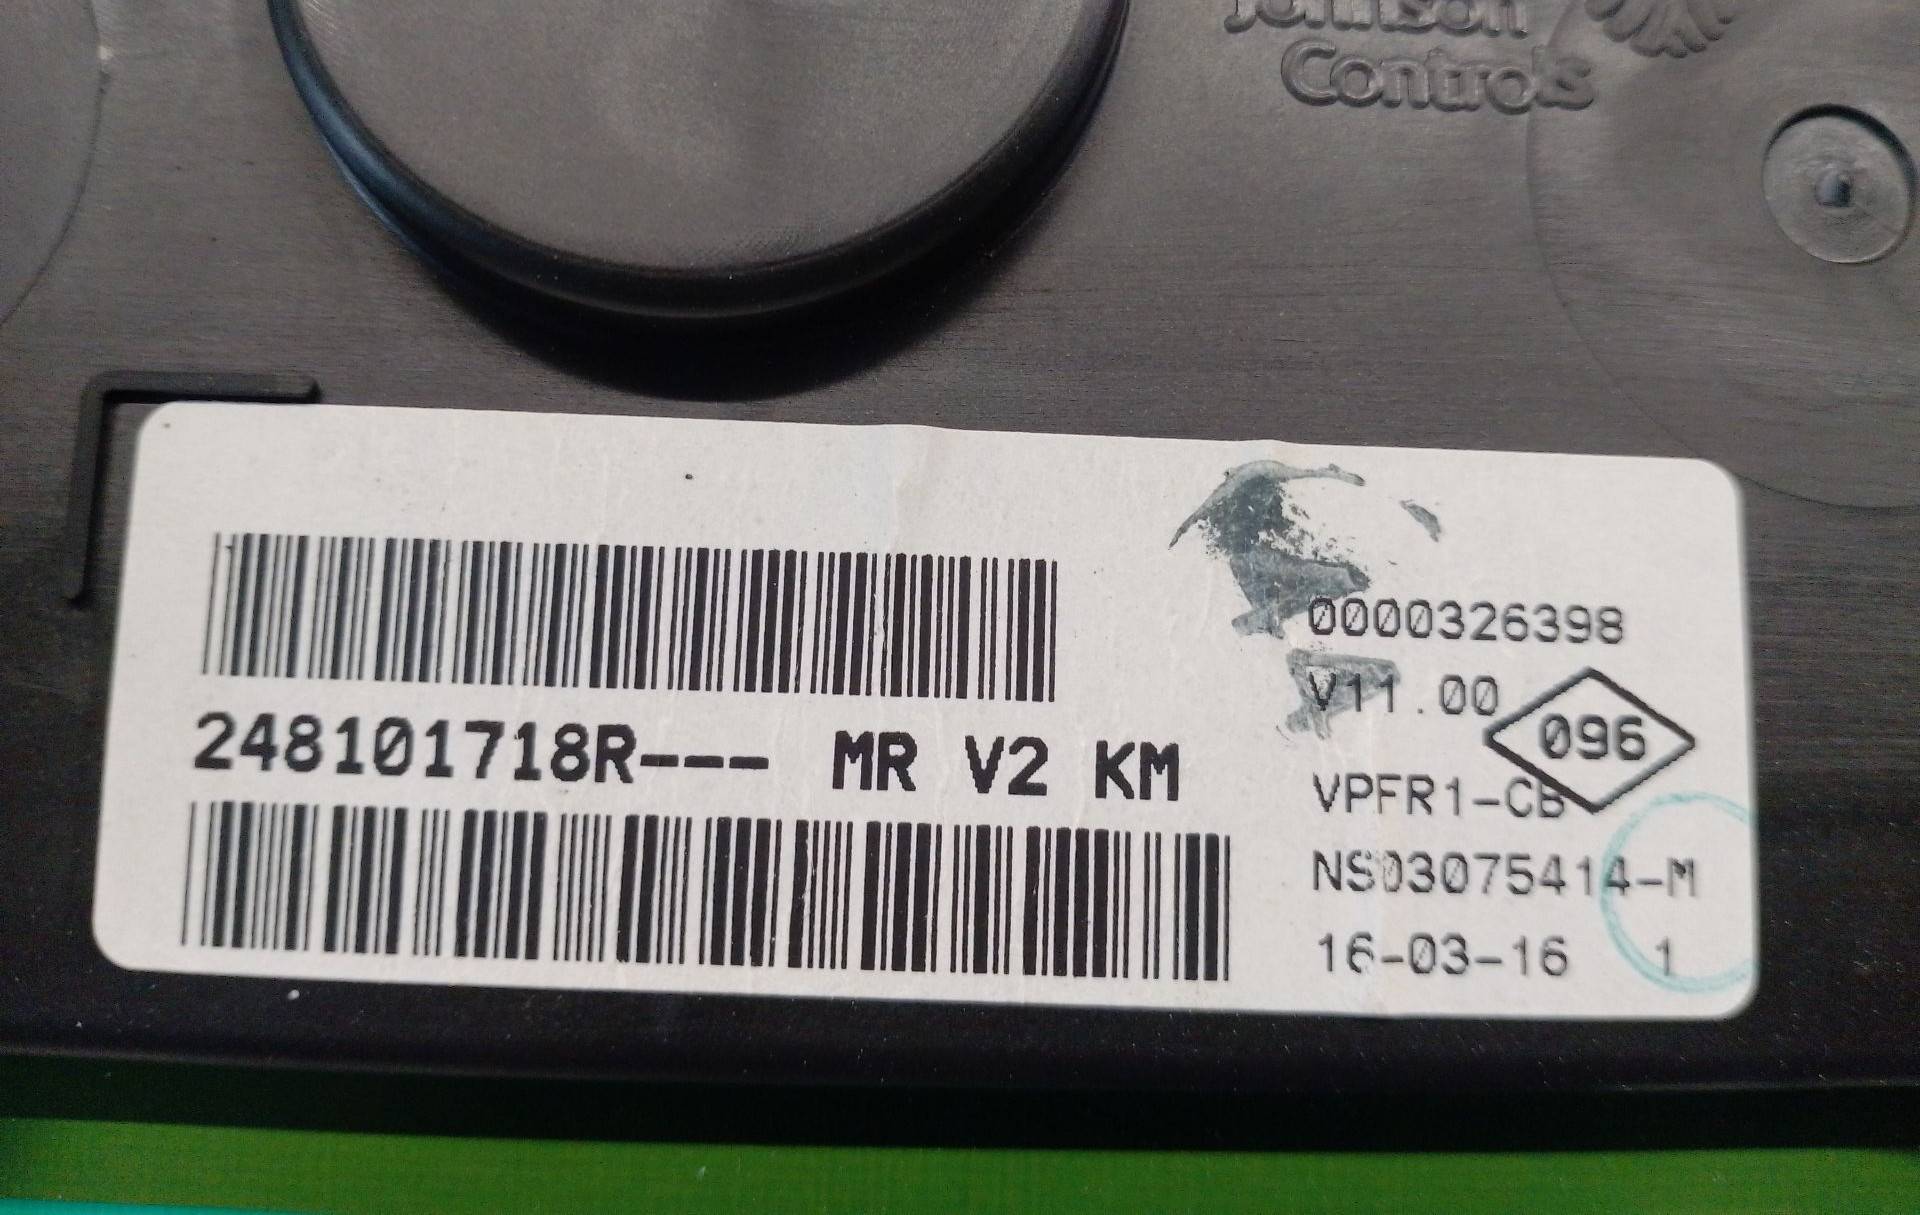 Johnson
Controls
0000326398
V11.00
096
248101718R--- MR V2 KM
VPFR1-CB
NS03075414-M
16-03-16 1